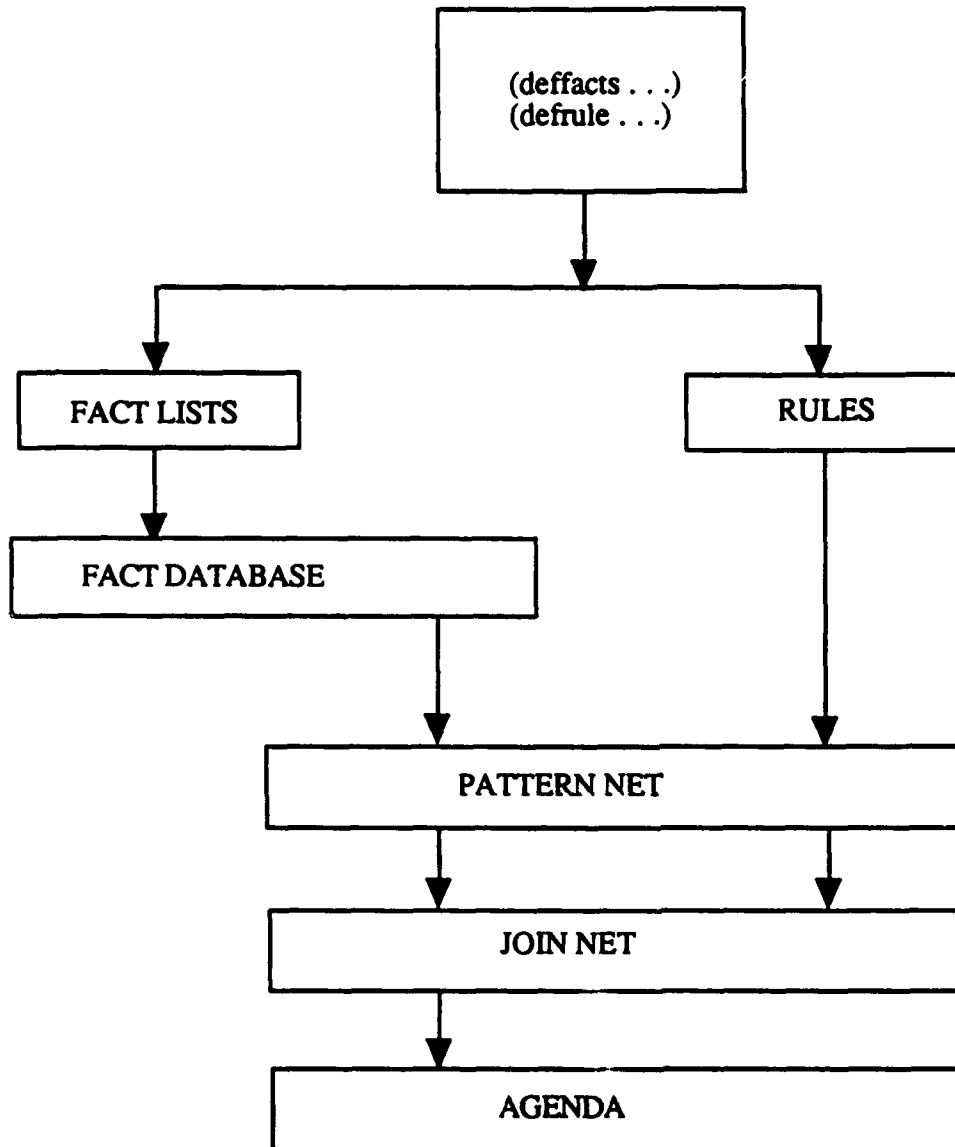 (deffacts . . .)
(defrule . . .)
FACT LISTS
RULES
FACT DATABASE
PATTERN NET
JOIN NET
AGENDA